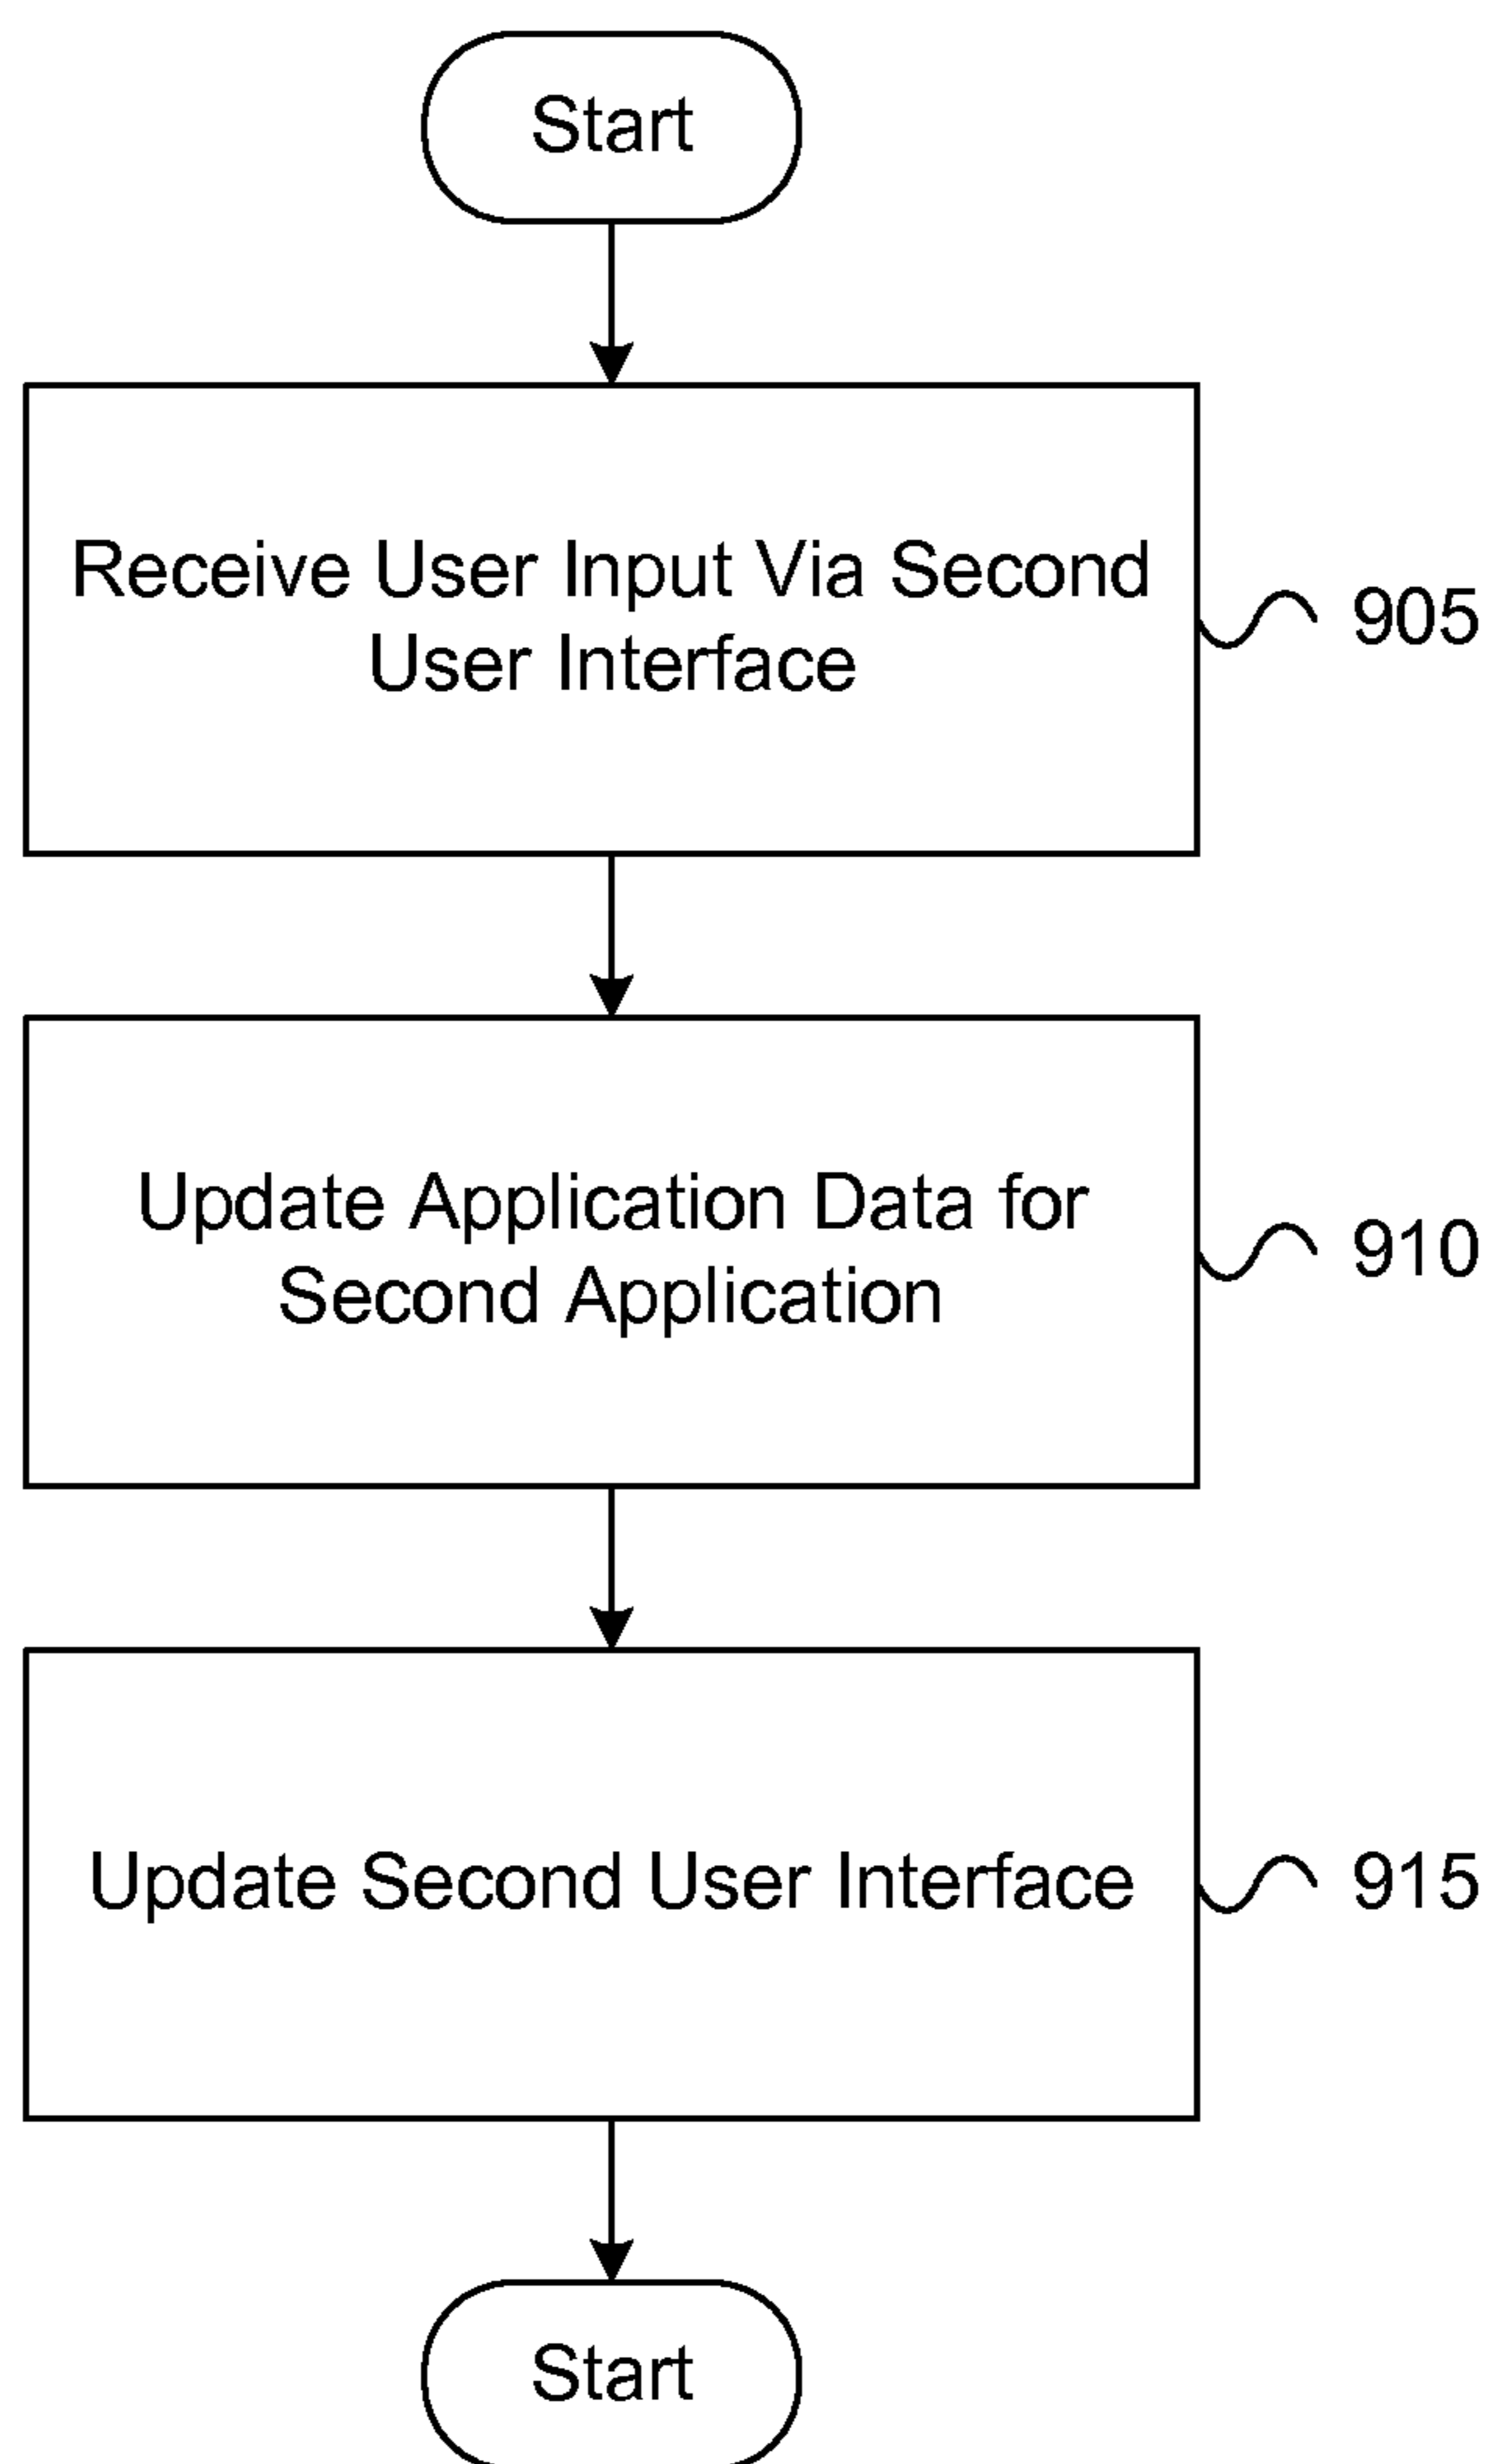 Start
Receive User Input Via Second
User Interface
905
Update Application Data for
Second Application
910
Update Second User Interface
915
Start